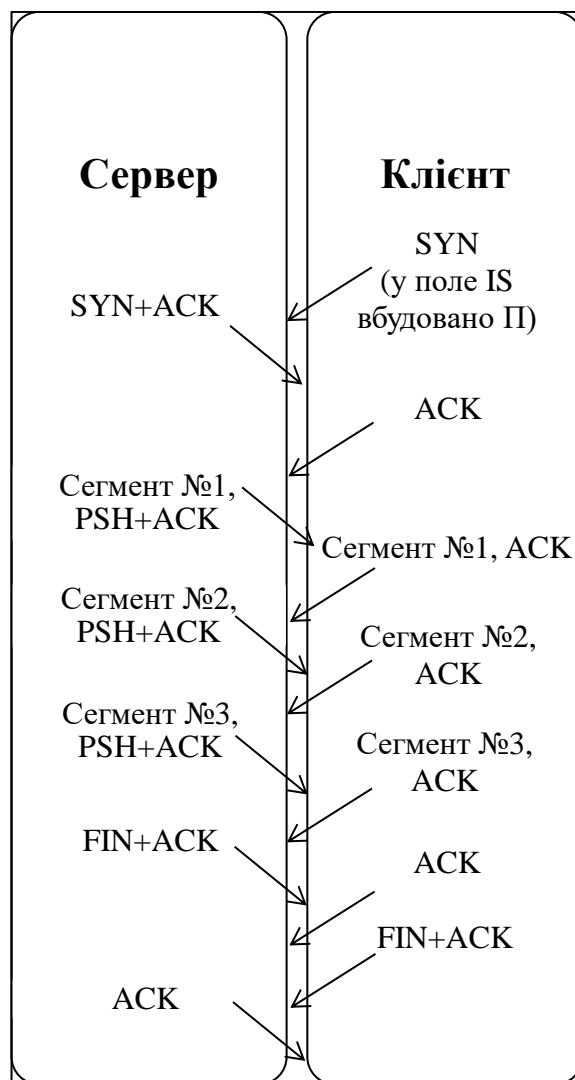 Сервер
Клієнт
SYN
(у поле IS
вбудовано П)
SYN+ACK
ACK
Сегмент №1,
PSH+ACK
Сегмент №1, ACK
Сегмент №2,
PSH+ACK
Сегмент №2,
ACK
Сегмент №3,
PSH+ACK
Сегмент №3,
ACK
FIN+ACK
ACK
FIN+ACK
ACK